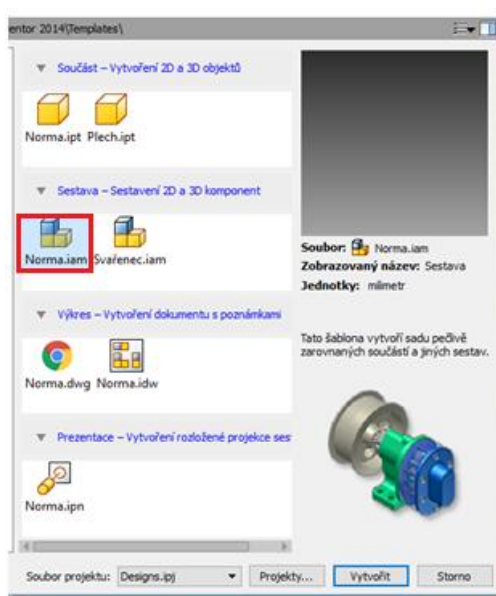 entor 2014\Templates\
Součást – Vytvoření 2D a 3D objektů
Norma.ipt Plech.ipt
Sestava – Sestavení 2D a 3D komponent
Norma.iam Svařenec.iam
Soubor: Norma.iam
Zobrazovaný název: Sestava
Jednotky: milimetr
Výkres – Vytvoření dokumentu s poznámkami
Tato šablona vytvoří sadu pečlivě
zarovnaných součástí a jiných sestav.
Norma.dwg Norma.idw
Prezentace – Vytvoření rozložené projekce ses
Norma.ipn
Soubor projektu: Designs.ipj Projekty... Vytvořit Storno